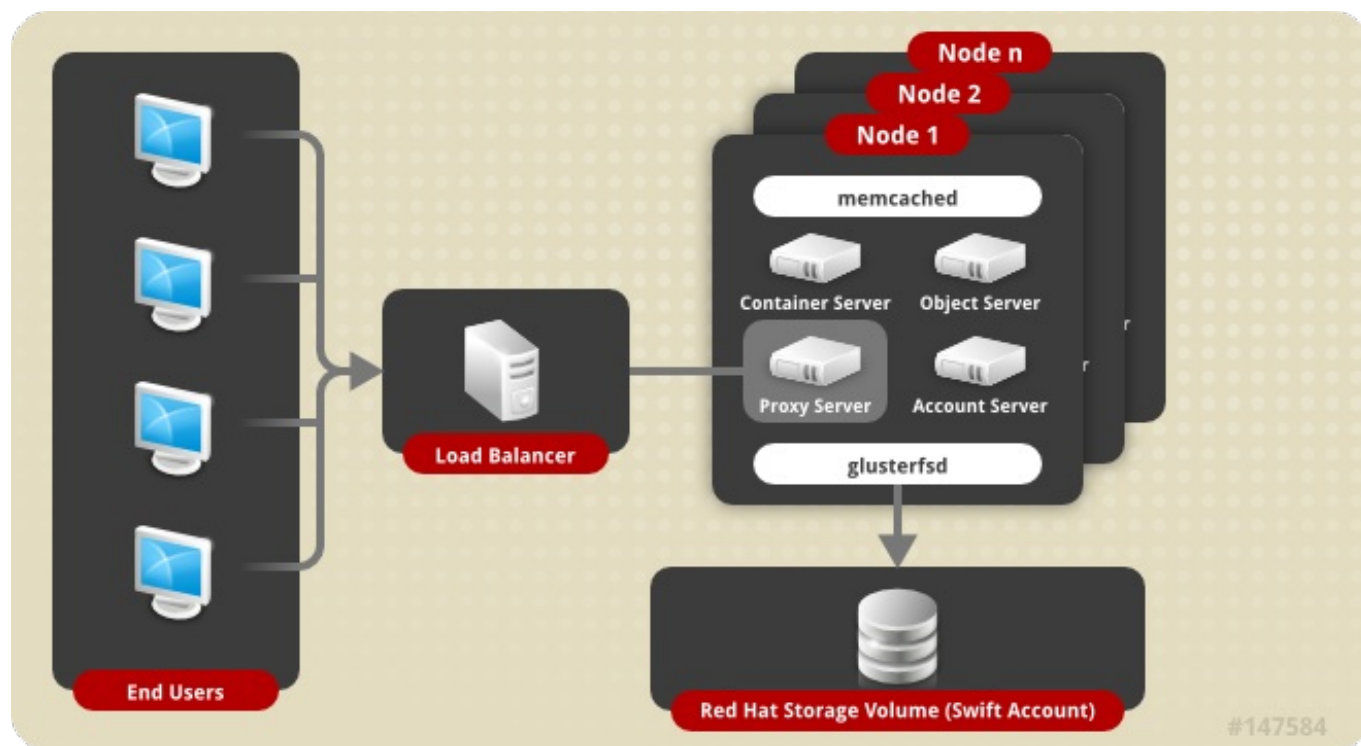 Node n
Node 2
Node 1
memcached
Container Server
Object Server
r
Proxy Server
Account Server
r
Load Balancer
glusterfsd
End Users
Red Hat Storage Volume (Swift Account)
#147584